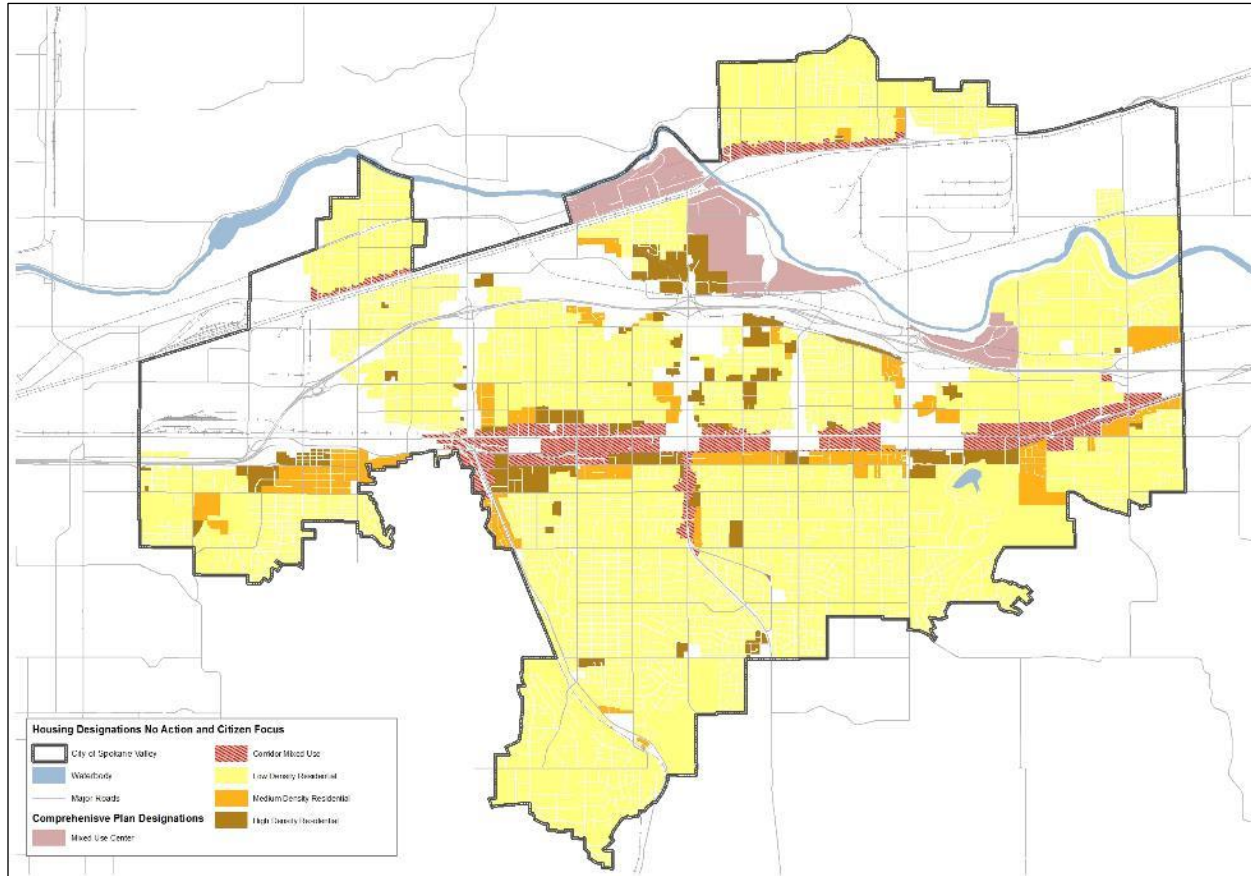 Housing Designations No Action and Citizen Focus
City of Spokane Valley
Waterbody
Major Roads
Comprehenisve Plan Designations
Mixed Use Center
Corridor Mixed Use
Low Density Residential
Medium Density Residential
High Density Residential